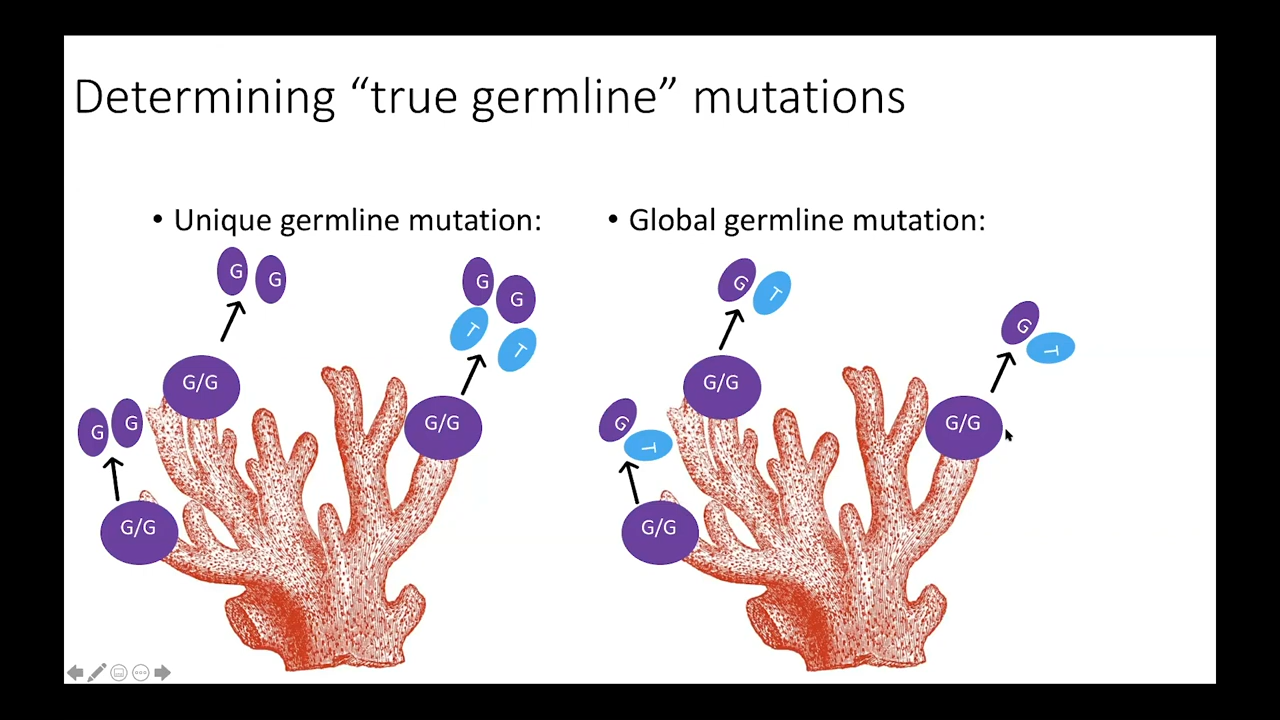 Determining “true germline” mutations
• Unique germline mutation:
G G
G G
T T
G/G
G/G
G G
G/G
• Global germline mutation:
G T
G T
G/G
G/G
G T
G/G